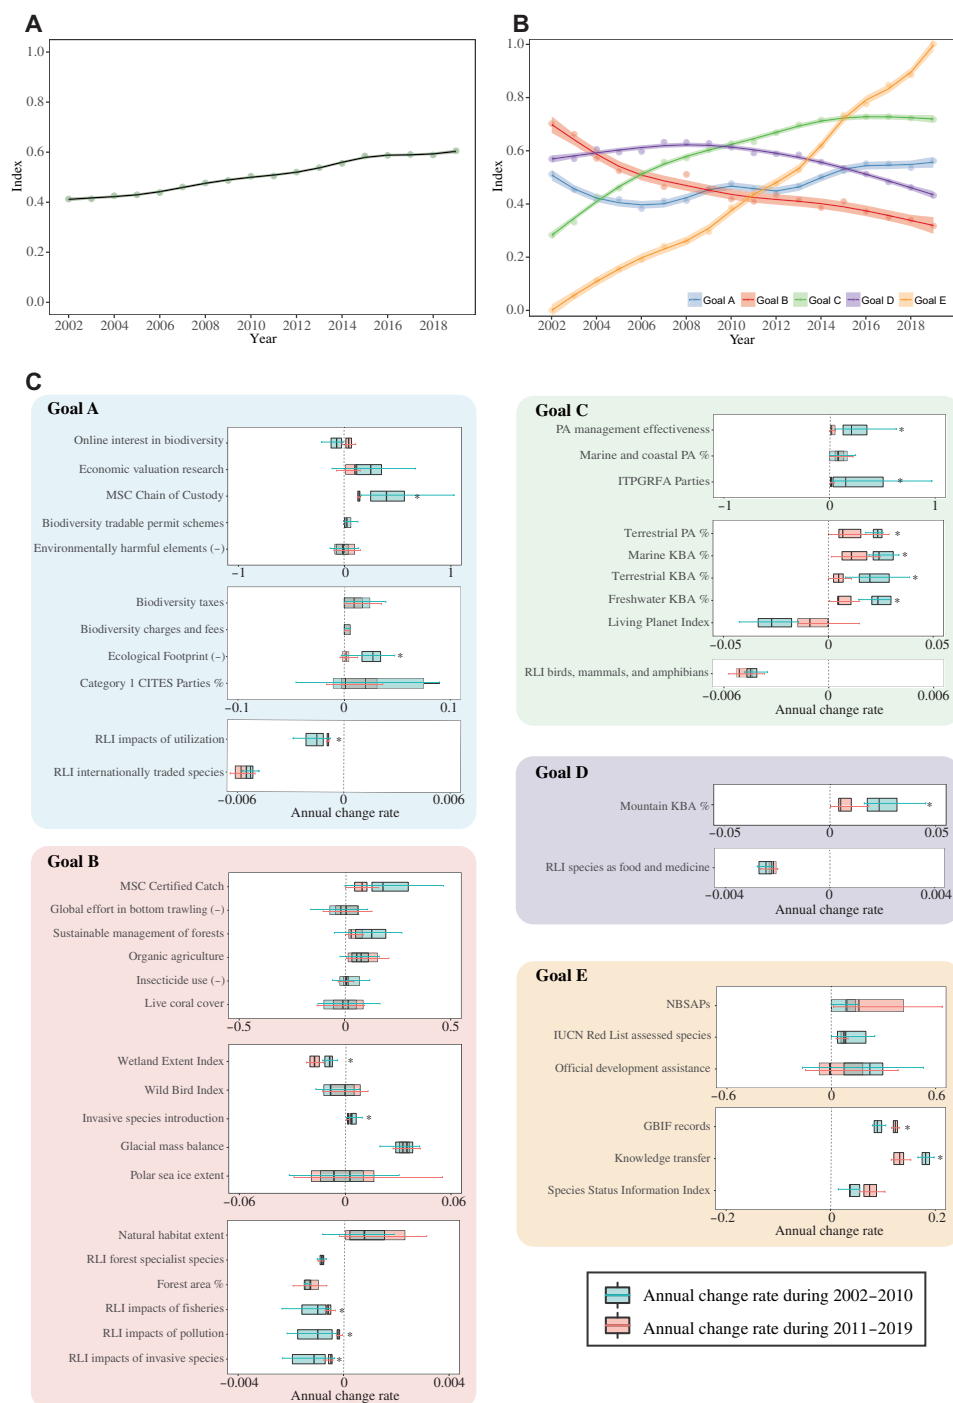 A
1.0
0.8
0.6
0.4
0.2
0.0
Index
2002 2004 2006 2008 2010 2012 2014 2016 2018
Year
B
1.0
0.8
0.6
0.4
0.2
0.0
Index
Goal A Goal B Goal C Goal D Goal E
2002 2004 2006 2008 2010 2012 2014 2016 2018
Year
C
Goal A
Online interest in biodiversity
Economic valuation research
MSC Chain of Custody *
Biodiversity tradable permit schemes
Environmentally harmful elements (−)
−1 0 1
Biodiversity taxes
Biodiversity charges and fees
Ecological Footprint (−) *
Category 1 CITES Parties %
−0.1 0 0.1
RLI impacts of utilization *
RLI internationally traded species
−0.006 0 0.006
Annual change rate
Goal B
MSC Certified Catch
Global effort in bottom trawling (−)
Sustainable management of forests
Organic agriculture
Insecticide use (−)
Live coral cover
−0.5 0 0.5
Wetland Extent Index *
Wild Bird Index
Invasive species introduction *
Glacial mass balance
Polar sea ice extent
−0.06 0 0.06
Natural habitat extent
RLI forest specialist species
Forest area %
RLI impacts of fisheries *
RLI impacts of pollution *
RLI impacts of invasive species *
−0.004 0 0.004
Annual change rate
Goal C
PA management effectiveness *
Marine and coastal PA %
ITPGRFA Parties *
−1 0 1
Terrestrial PA % *
Marine KBA % *
Terrestrial KBA % *
Freshwater KBA % *
Living Planet Index
−0.05 0 0.05
RLI birds, mammals, and amphibians
−0.006 0 0.006
Annual change rate
Goal D
Mountain KBA % *
−0.05 0 0.05
RLI species as food and medicine
−0.004 0 0.004
Annual change rate
Goal E
NBSAPs
IUCN Red List assessed species
Official development assistance
−0.6 0 0.6
GBIF records *
Knowledge transfer *
Species Status Information Index
−0.2 0 0.2
Annual change rate
Annual change rate during 2002−2010
Annual change rate during 2011−2019